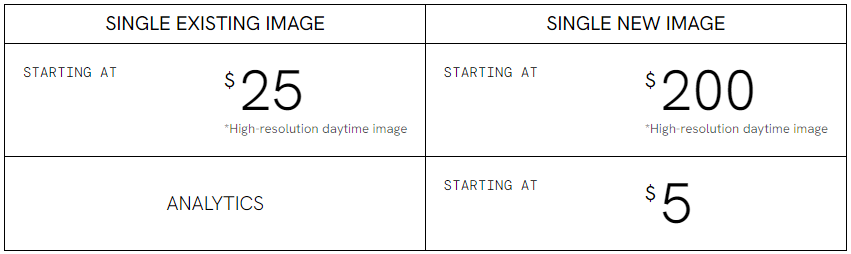 SINGLE EXISTING IMAGE
SINGLE NEW IMAGE
STARTING AT
$25
*High-resolution daytime image
STARTING AT
$200
*High-resolution daytime image
ANALYTICS
STARTING AT
$5